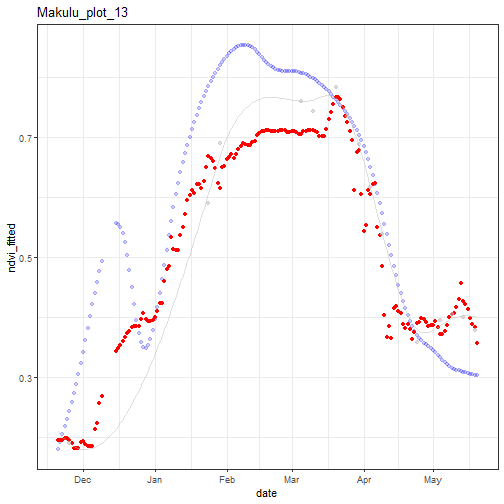 Makulu_plot_13
ndvi_fitted
0.7
0.5
0.3
Dec Jan Feb Mar Apr May
date